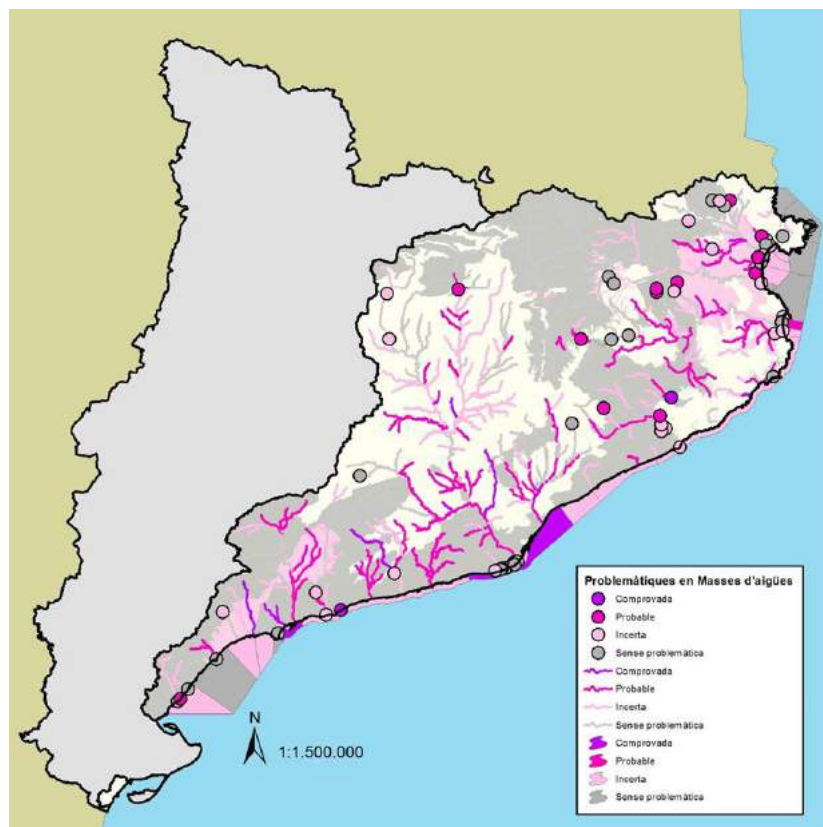 Problemàtiques en Masses d'aigües
Comprovada
Probable
Incerta
Sense problemàtica
Comprovada
Probable
Incerta
Sense problemàtica
Comprovada
Probable
Incerta
Sense problemàtica
N
1:1.500.000